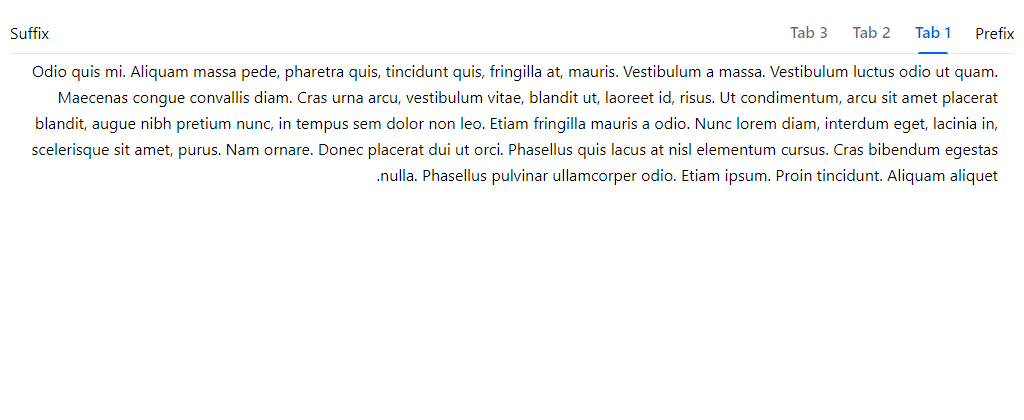 Prefix
Tab 1
Tab 2
Tab 3
Suffix
Odio quis mi. Aliquam massa pede, pharetra quis, tincidunt quis, fringilla at, mauris. Vestibulum a massa. Vestibulum luctus odio ut quam.
Maecenas congue convallis diam. Cras urna arcu, vestibulum vitae, blandit ut, laoreet id, risus. Ut condimentum, arcu sit amet placerat
blandit, augue nibh pretium nunc, in tempus sem dolor non leo. Etiam fringilla mauris a odio. Nunc lorem diam, interdum eget, lacinia in,
scelerisque sit amet, purus. Nam ornare. Donec placerat dui ut orci. Phasellus quis lacus at nisl elementum cursus. Cras bibendum egestas
.nulla. Phasellus pulvinar ullamcorper odio. Etiam ipsum. Proin tincidunt. Aliquam aliquet